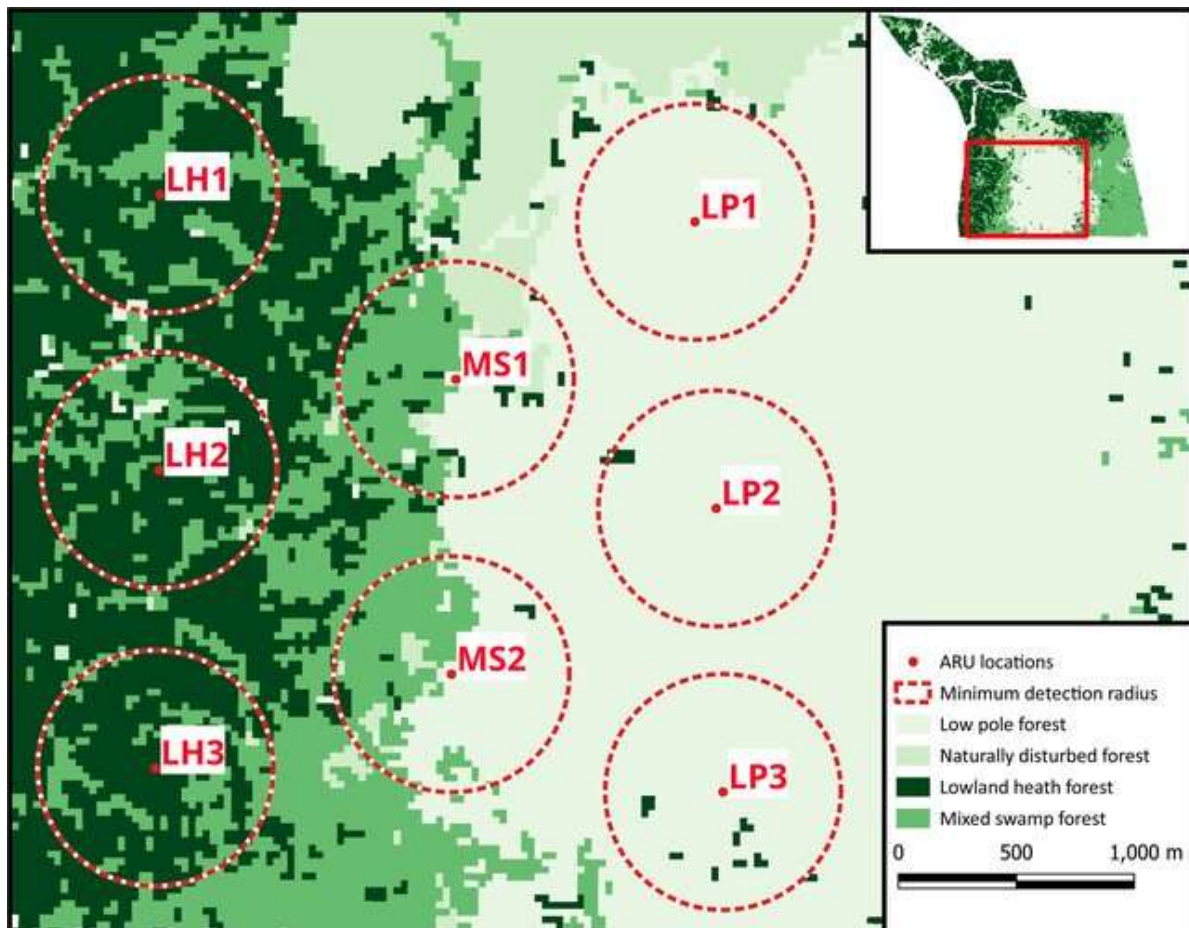 LH1
LP1
MS1
LH2
LP2
MS2
LH3
LP3
ARU locations
Minimum detection radius
Low pole forest
Naturally disturbed forest
Lowland heath forest
Mixed swamp forest
0 500 1,000 m